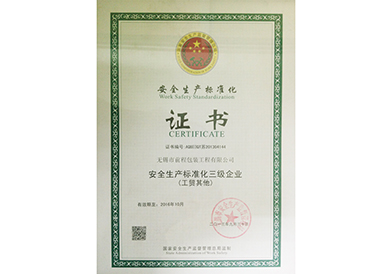 安全生产标准化
Work Safety Standardization
证书
CERTIFICATE
无锡市前程包装工程有限公司
安全生产标准化三级企业
(工贸其他)
有效期至：2016年10月
国家安全生产监督管理总局监制